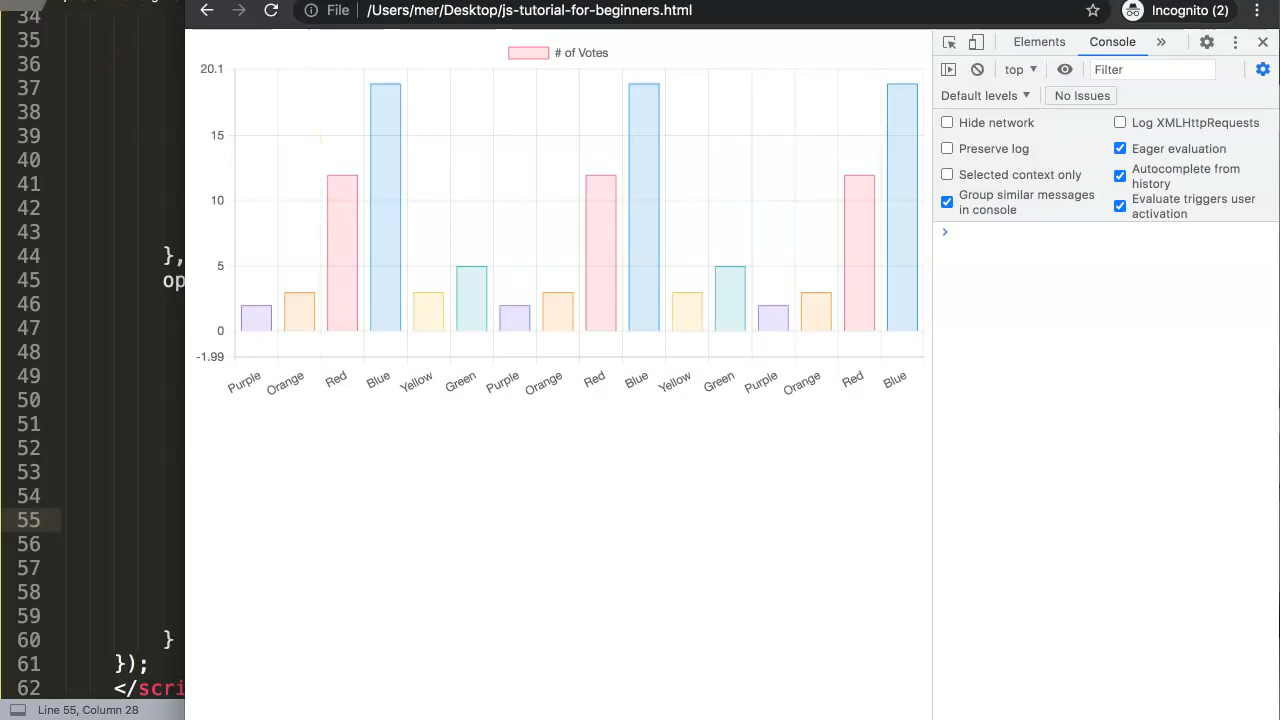 File /Users/mer/Desktop/js-tutorial-for-beginners.html Incognito (2)
34
35
36
37
38
39
40
41
42
43
44 },
45 op
46
47
48
49
50
51
52
53
54
55
56
57
58
59
60 }
61 });
62 </scri
Line 55, Column 28
# of Votes
20.1
15
10
5
0
-1.99
Purple Orange Red Blue Yellow Green Purple Orange Red Blue Yellow Green Purple Orange Red Blue
Elements Console »
top ▼ Filter
Default levels ▼ No Issues
Hide network Log XMLHttpRequests
Preserve log Eager evaluation
Selected context only Autocomplete from
history
Group similar messages Evaluate triggers user
in console activation